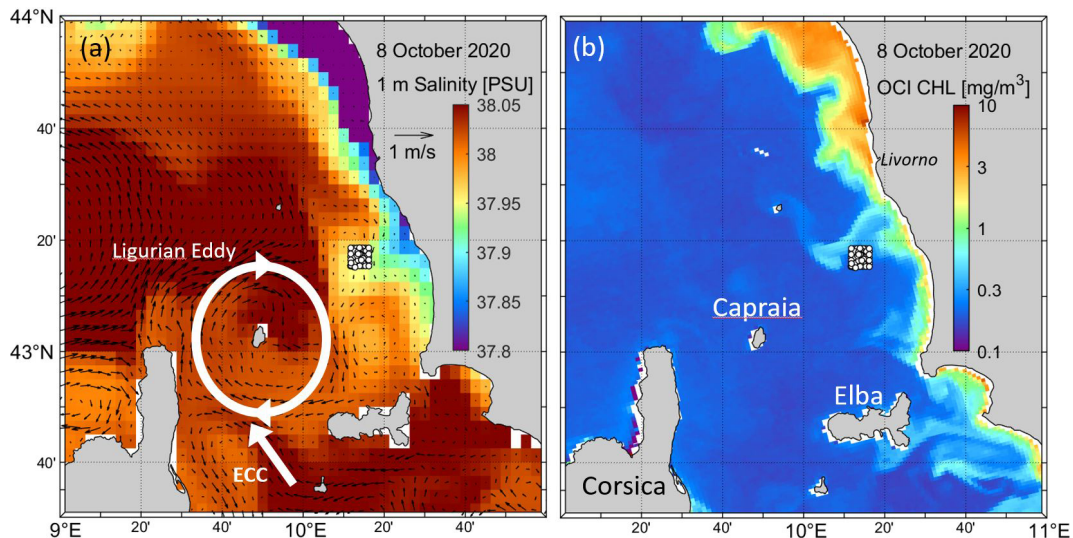 (a)
8 October 2020
1 m Salinity [PSU]
38.05
38
37.95
37.9
37.85
37.8
1 m/s
Ligurian Eddy
ECC
44°N
40'
20'
43°N
40'
9°E
20'
40'
10°E
20'
40'
(b)
8 October 2020
OCI CHL [mg/m³]
10
3
1
0.3
0.1
Livorno
Capraia
Elba
Corsica
20'
40'
10°E
20'
40'
11°E